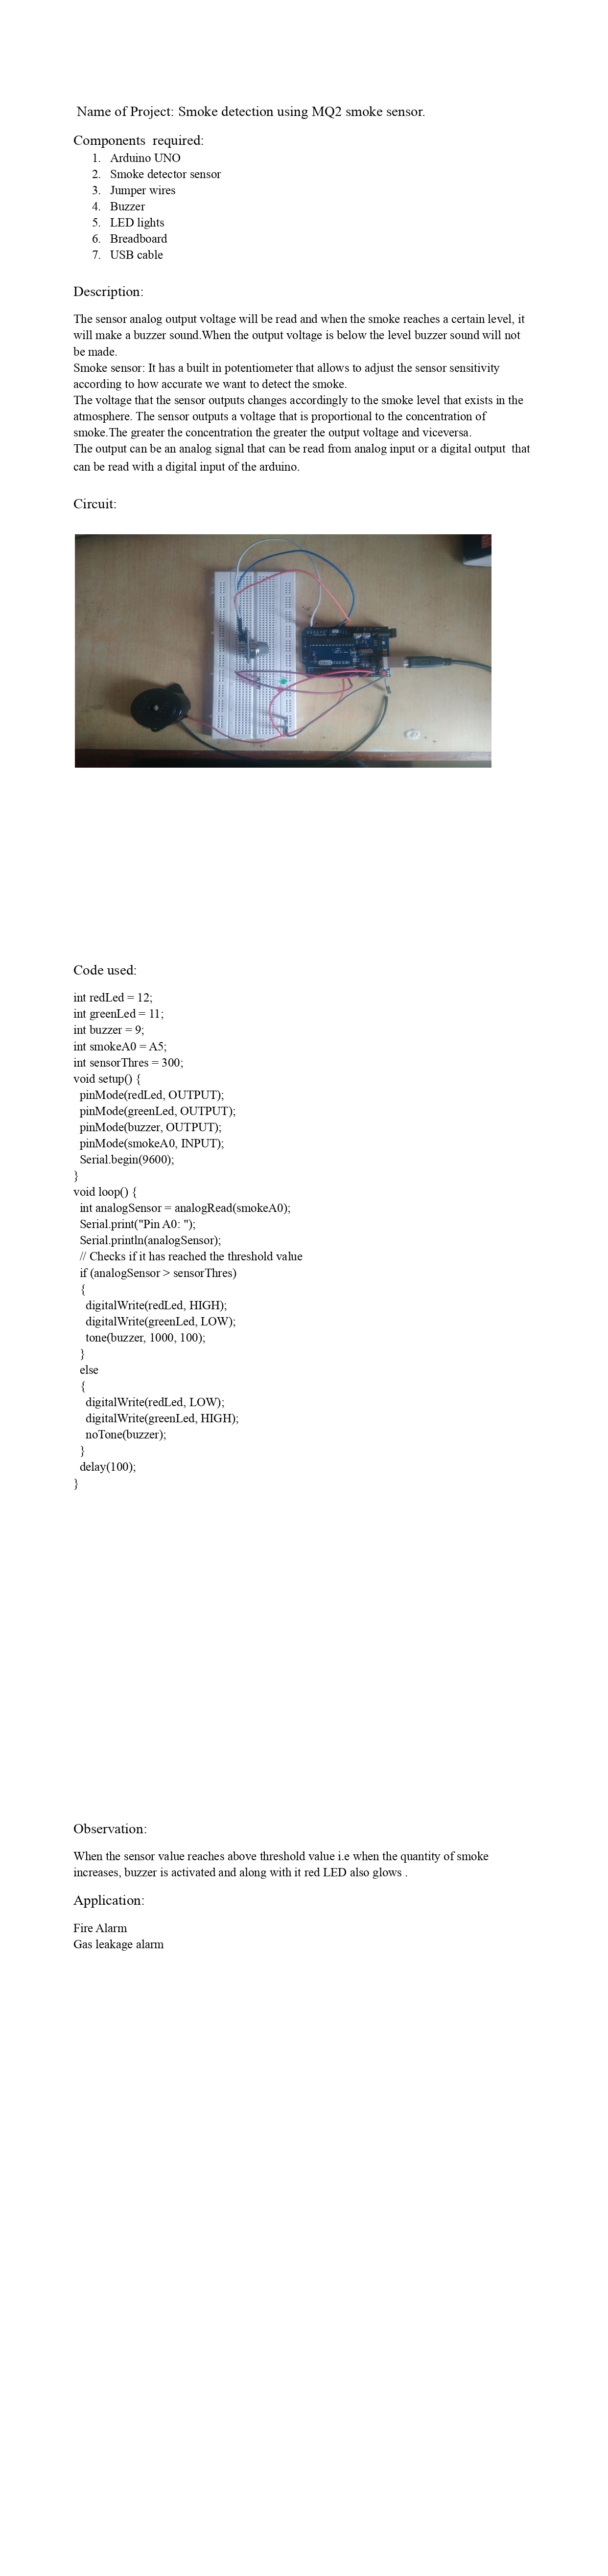 Name of Project: Smoke detection using MQ2 smoke sensor.
Components  required:
1. Arduino UNO
2. Smoke detector sensor
3. Jumper wires
4. Buzzer
5. LED lights
6. Breadboard
7. USB cable
Description:
The sensor analog output voltage will be read and when the smoke reaches a certain level, it
will make a buzzer sound.When the output voltage is below the level buzzer sound will not
be made.
Smoke sensor: It has a built in potentiometer that allows to adjust the sensor sensitivity
according to how accurate we want to detect the smoke.
The voltage that the sensor outputs changes accordingly to the smoke level that exists in the
atmosphere. The sensor outputs a voltage that is proportional to the concentration of
smoke.The greater the concentration the greater the output voltage and viceversa.
The output can be an analog signal that can be read from analog input or a digital output  that
can be read with a digital input of the arduino.
Circuit:
Code used:
int redLed = 12;
int greenLed = 11;
int buzzer = 9;
int smokeA0 = A5;
int sensorThres = 300;
void setup() {
  pinMode(redLed, OUTPUT);
  pinMode(greenLed, OUTPUT);
  pinMode(buzzer, OUTPUT);
  pinMode(smokeA0, INPUT);
  Serial.begin(9600);
}
void loop() {
  int analogSensor = analogRead(smokeA0);
  Serial.print("Pin A0: ");
  Serial.println(analogSensor);
  // Checks if it has reached the threshold value
  if (analogSensor > sensorThres)
  {
    digitalWrite(redLed, HIGH);
    digitalWrite(greenLed, LOW);
    tone(buzzer, 1000, 100);
  }
  else
  {
    digitalWrite(redLed, LOW);
    digitalWrite(greenLed, HIGH);
    noTone(buzzer);
  }
  delay(100);
}
Observation:
When the sensor value reaches above threshold value i.e when the quantity of smoke
increases, buzzer is activated and along with it red LED also glows .
Application:
Fire Alarm
Gas leakage alarm